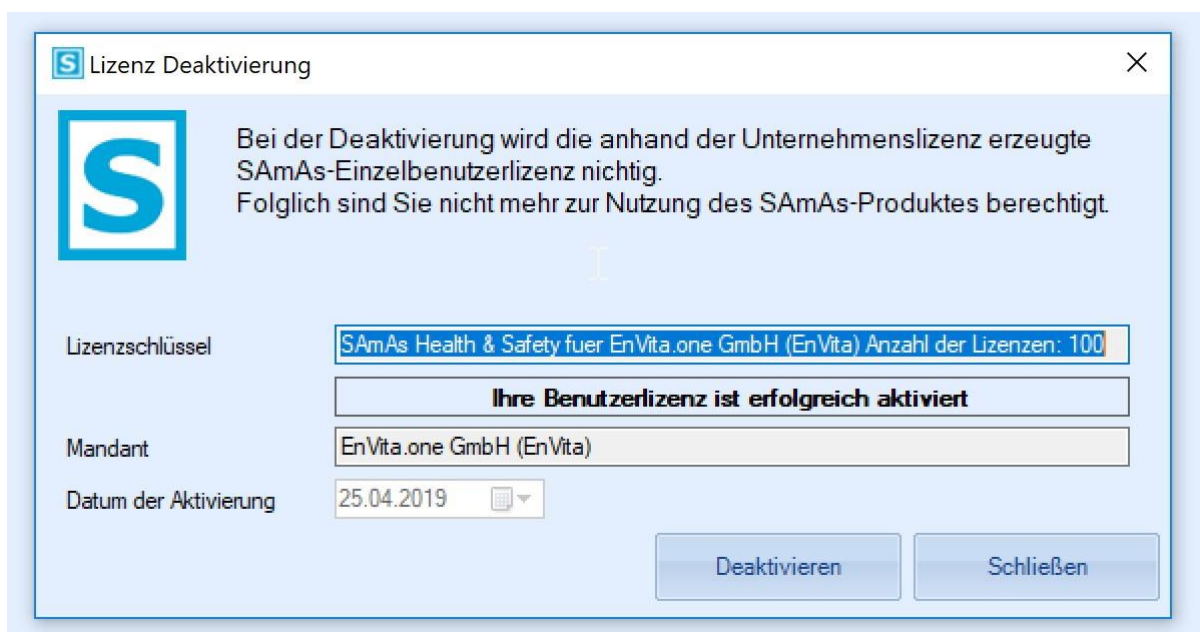 S Lizenz Deaktivierung
S
Bei der Deaktivierung wird die anhand der Unternehmenslizenz erzeugte
SAmAs-Einzelbenutzerlizenz nichtig.
Folglich sind Sie nicht mehr zur Nutzung des SAmAs-Produktes berechtigt.
Lizenzschlüssel SAmAs Health & Safety fuer EnVita.one GmbH (EnVita) Anzahl der Lizenzen: 100
Ihre Benutzerlizenz ist erfolgreich aktiviert
Mandant EnVita.one GmbH (EnVita)
Datum der Aktivierung 25.04.2019
Deaktivieren Schließen